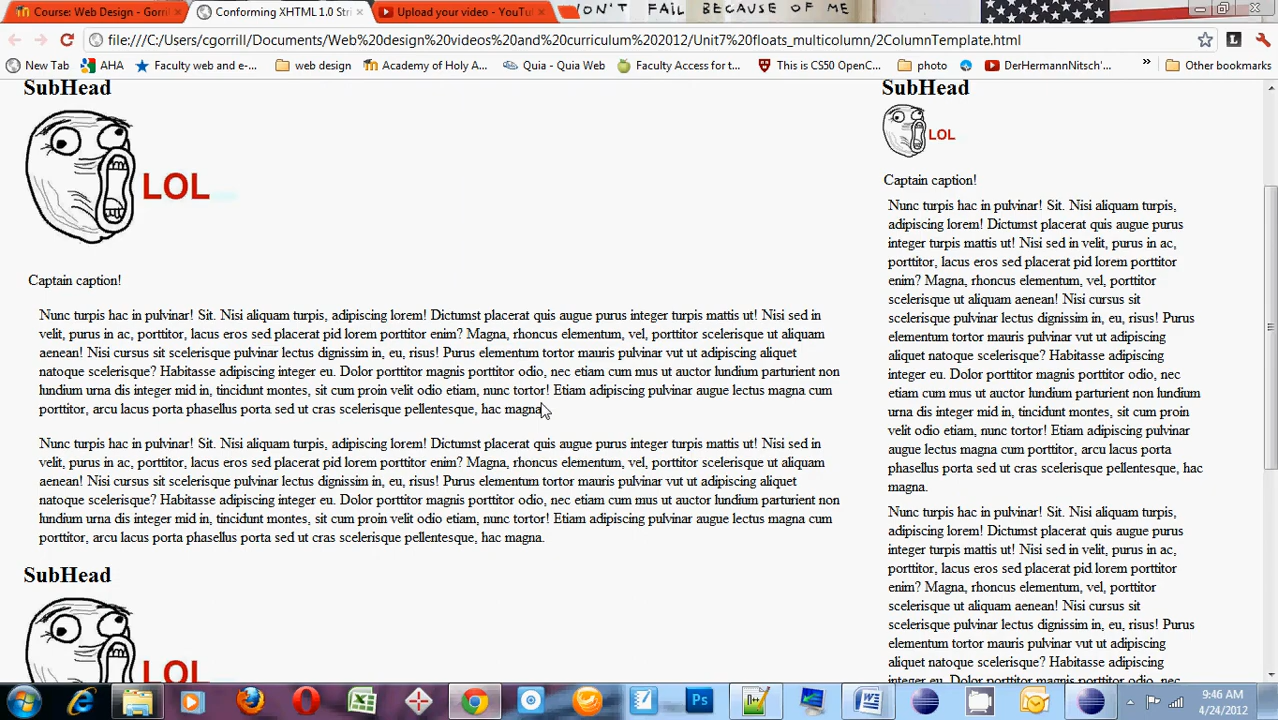 ON'T FAIL BECAUSE OF ME
Course: Web Design - Gorril
Conforming XHTML 1.0 Stri
Upload your video - YouTu
file:///C:/Users/cgorrill/Documents/Web%20design%20videos%20and%20curriculum%202012/Unit7%20floats_multicolumn/2ColumnTemplate.html
New Tab
AHA
Faculty web and e-...
web design
Academy of Holy A...
Quia - Quia Web
Faculty Access for t...
This is CS50 OpenC...
photo
DerHermannNitsch'...
Other bookmarks
SubHead
LOL
Captain caption!
Nunc turpis hac in pulvinar! Sit. Nisi aliquam turpis, adipiscing lorem! Dictumst placerat quis augue purus integer turpis mattis ut! Nisi sed in
velit, purus in ac, porttitor, lacus eros sed placerat pid lorem porttitor enim? Magna, rhoncus elementum, vel, porttitor scelerisque ut aliquam
aenean! Nisi cursus sit scelerisque pulvinar lectus dignissim in, eu, risus! Purus elementum tortor mauris pulvinar vut ut adipiscing aliquet
natoque scelerisque? Habitasse adipiscing integer eu. Dolor porttitor magnis porttitor odio, nec etiam cum mus ut auctor lundium parturient non
lundium urna dis integer mid in, tincidunt montes, sit cum proin velit odio etiam, nunc tortor! Etiam adipiscing pulvinar augue lectus magna cum
porttitor, arcu lacus porta phasellus porta sed ut cras scelerisque pellentesque, hac magna
Nunc turpis hac in pulvinar! Sit. Nisi aliquam turpis, adipiscing lorem! Dictumst placerat quis augue purus integer turpis mattis ut! Nisi sed in
velit, purus in ac, porttitor, lacus eros sed placerat pid lorem porttitor enim? Magna, rhoncus elementum, vel, porttitor scelerisque ut aliquam
aenean! Nisi cursus sit scelerisque pulvinar lectus dignissim in, eu, risus! Purus elementum tortor mauris pulvinar vut ut adipiscing aliquet
natoque scelerisque? Habitasse adipiscing integer eu. Dolor porttitor magnis porttitor odio, nec etiam cum mus ut auctor lundium parturient non
lundium urna dis integer mid in, tincidunt montes, sit cum proin velit odio etiam, nunc tortor! Etiam adipiscing pulvinar augue lectus magna cum
porttitor, arcu lacus porta phasellus porta sed ut cras scelerisque pellentesque, hac magna.
SubHead
LOL
SubHead
LOL
Captain caption!
Nunc turpis hac in pulvinar! Sit. Nisi aliquam turpis,
adipiscing lorem! Dictumst placerat quis augue purus
integer turpis mattis ut! Nisi sed in velit, purus in ac,
porttitor, lacus eros sed placerat pid lorem porttitor
enim? Magna, rhoncus elementum, vel, porttitor
scelerisque ut aliquam aenean! Nisi cursus sit
scelerisque pulvinar lectus dignissim in, eu, risus! Purus
elementum tortor mauris pulvinar vut ut adipiscing
aliquet natoque scelerisque? Habitasse adipiscing
integer eu. Dolor porttitor magnis porttitor odio, nec
etiam cum mus ut auctor lundium parturient non lundium
urna dis integer mid in, tincidunt montes, sit cum proin
velit odio etiam, nunc tortor! Etiam adipiscing pulvinar
augue lectus magna cum porttitor, arcu lacus porta
phasellus porta sed ut cras scelerisque pellentesque, hac
magna.
Nunc turpis hac in pulvinar! Sit. Nisi aliquam turpis,
adipiscing lorem! Dictumst placerat quis augue purus
integer turpis mattis ut! Nisi sed in velit, purus in ac,
porttitor, lacus eros sed placerat pid lorem porttitor
enim? Magna, rhoncus elementum, vel, porttitor
scelerisque ut aliquam aenean! Nisi cursus sit
scelerisque pulvinar lectus dignissim in, eu, risus! Purus
elementum tortor mauris pulvinar vut ut adipiscing
aliquet natoque scelerisque? Habitasse adipiscing
integer eu. Dolor porttitor magnis porttitor odio, nec
9:46 AM
4/24/2012